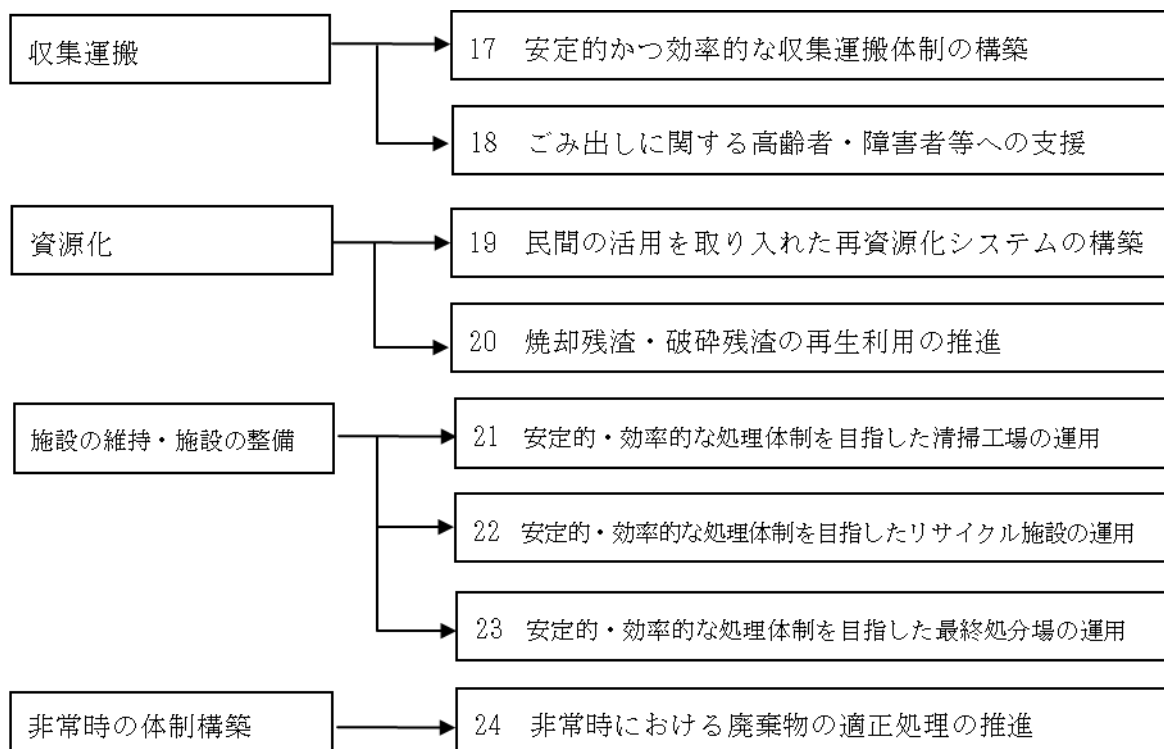 収集運搬
17 安定的かつ効率的な収集運搬体制の構築
18 ごみ出しに関する高齢者・障害者等への支援
資源化
19 民間の活用を取り入れた再資源化システムの構築
20 焼却残渣・破砕残渣の再生利用の推進
施設の維持・施設の整備
21 安定的・効率的な処理体制を目指した清掃工場の運用
22 安定的・効率的な処理体制を目指したリサイクル施設の運用
23 安定的・効率的な処理体制を目指した最終処分場の運用
非常時の体制構築
24 非常時における廃棄物の適正処理の推進